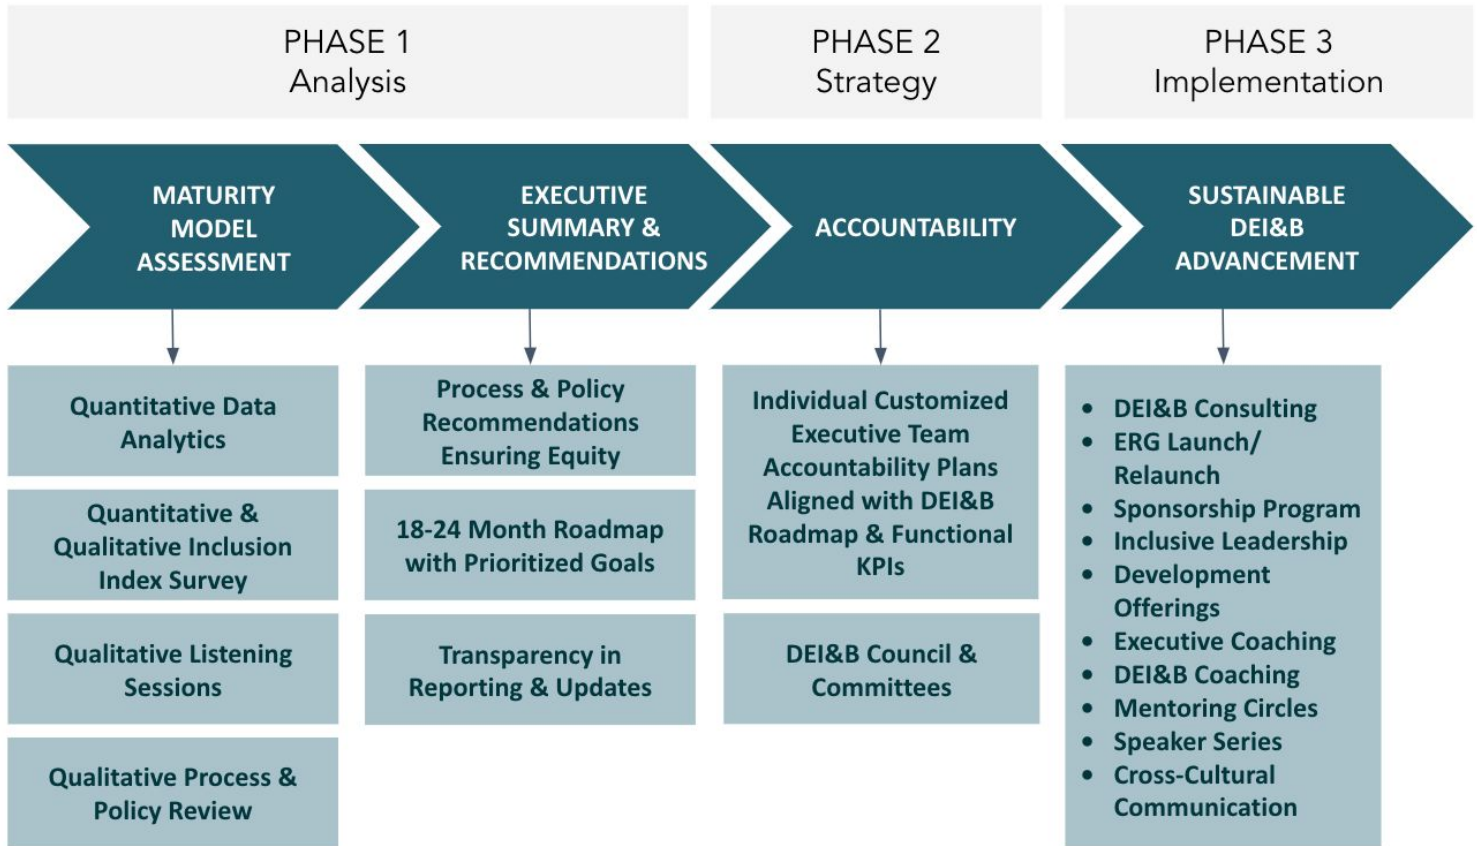 PHASE 1
Analysis
PHASE 2
Strategy
PHASE 3
Implementation
MATURITY
MODEL
ASSESSMENT
EXECUTIVE
SUMMARY &
RECOMMENDATIONS
ACCOUNTABILITY
SUSTAINABLE
DEI&B
ADVANCEMENT
Quantitative Data
Analytics
Quantitative &
Qualitative Inclusion
Index Survey
Qualitative Listening
Sessions
Qualitative Process &
Policy Review
Process & Policy
Recommendations
Ensuring Equity
18-24 Month Roadmap
with Prioritized Goals
Transparency in
Reporting & Updates
Individual Customized
Executive Team
Accountability Plans
Aligned with DEI&B
Roadmap & Functional
KPIs
DEI&B Council &
Committees
• DEI&B Consulting
• ERG Launch/
Relaunch
• Sponsorship Program
• Inclusive Leadership
• Development
Offerings
• Executive Coaching
• DEI&B Coaching
• Mentoring Circles
• Speaker Series
• Cross-Cultural
Communication